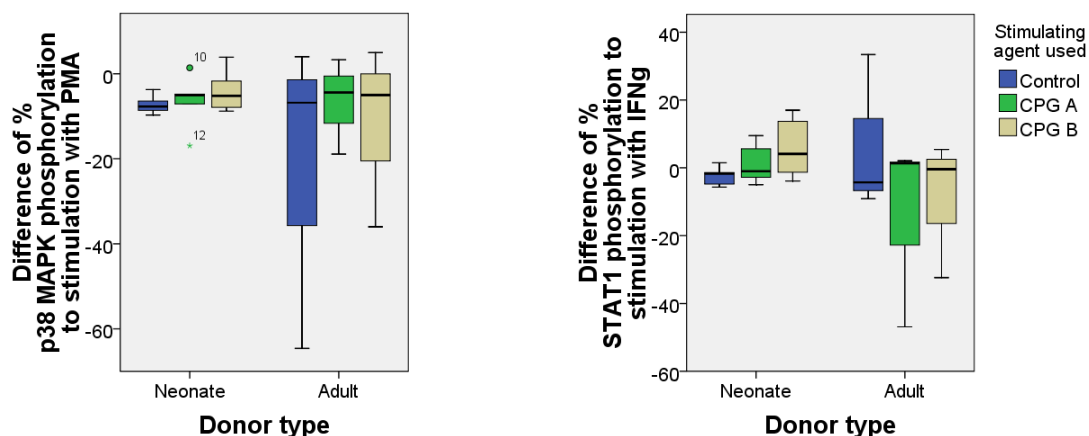 Difference of %
p38 MAPK phosphorylation
to stimulation with PMA
0
-20
-40
-60
10
12
*
Neonate
Adult
Donor type
Difference of %
STAT1 phosphorylation to
stimulation with IFNg
40
20
0
-20
-40
-60
Neonate
Adult
Donor type
Stimulating
agent used
Control
CPG A
CPG B